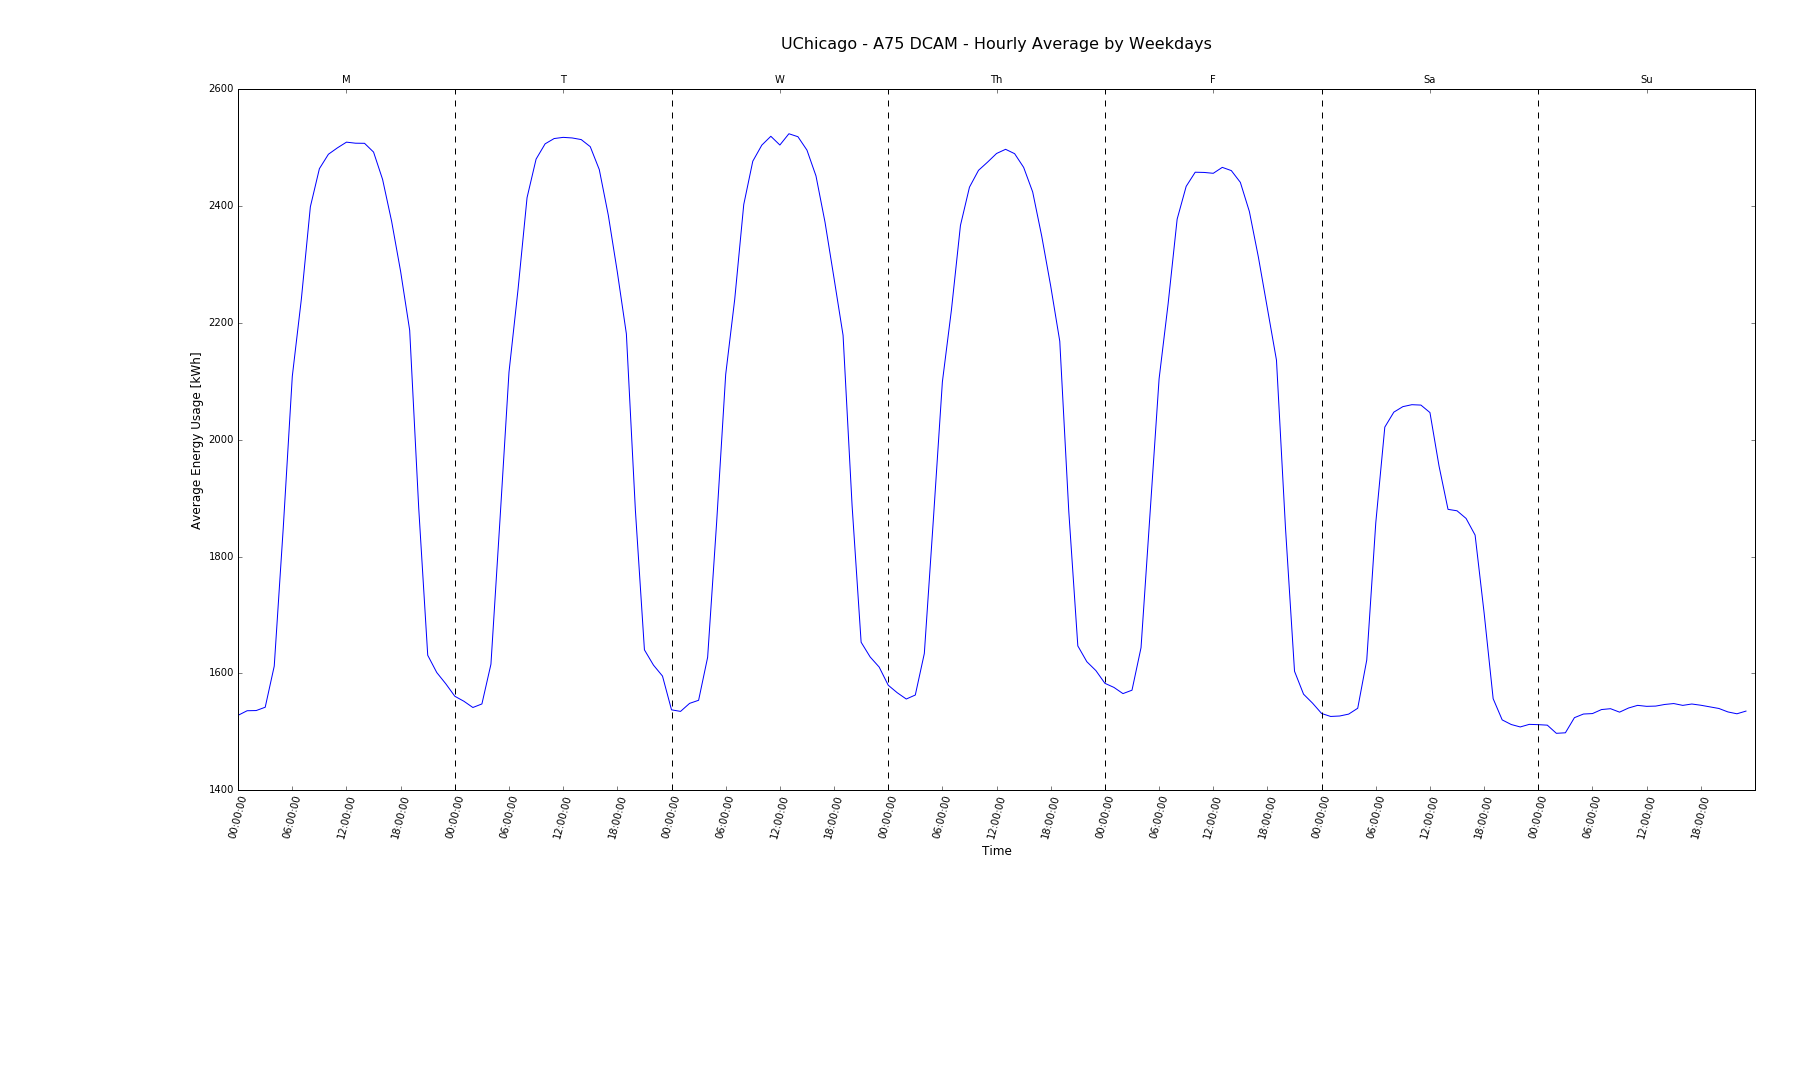 UChicago - A75 DCAM - Hourly Average by Weekdays
M T W Th F Sa Su
2600
2400
2200
2000
1800
1600
1400
Average Energy Usage [kWh]
00:00:00 06:00:00 12:00:00 18:00:00 00:00:00 06:00:00 12:00:00 18:00:00 00:00:00 06:00:00 12:00:00 18:00:00 00:00:00 06:00:00 12:00:00 18:00:00 00:00:00 06:00:00 12:00:00 18:00:00 00:00:00 06:00:00 12:00:00 18:00:00 00:00:00 06:00:00 12:00:00 18:00:00
Time